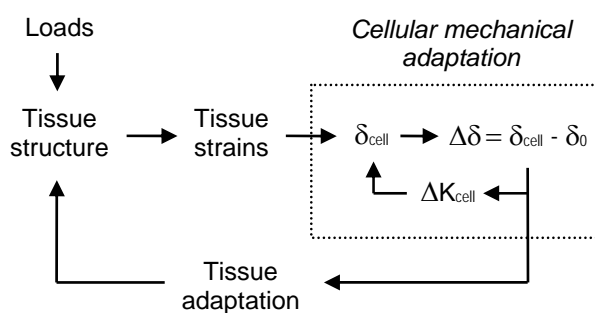 Loads
Cellular mechanical
adaptation
Tissue
structure
Tissue
strains
δcell
Δδ = δcell - δ0
ΔKcell
Tissue
adaptation